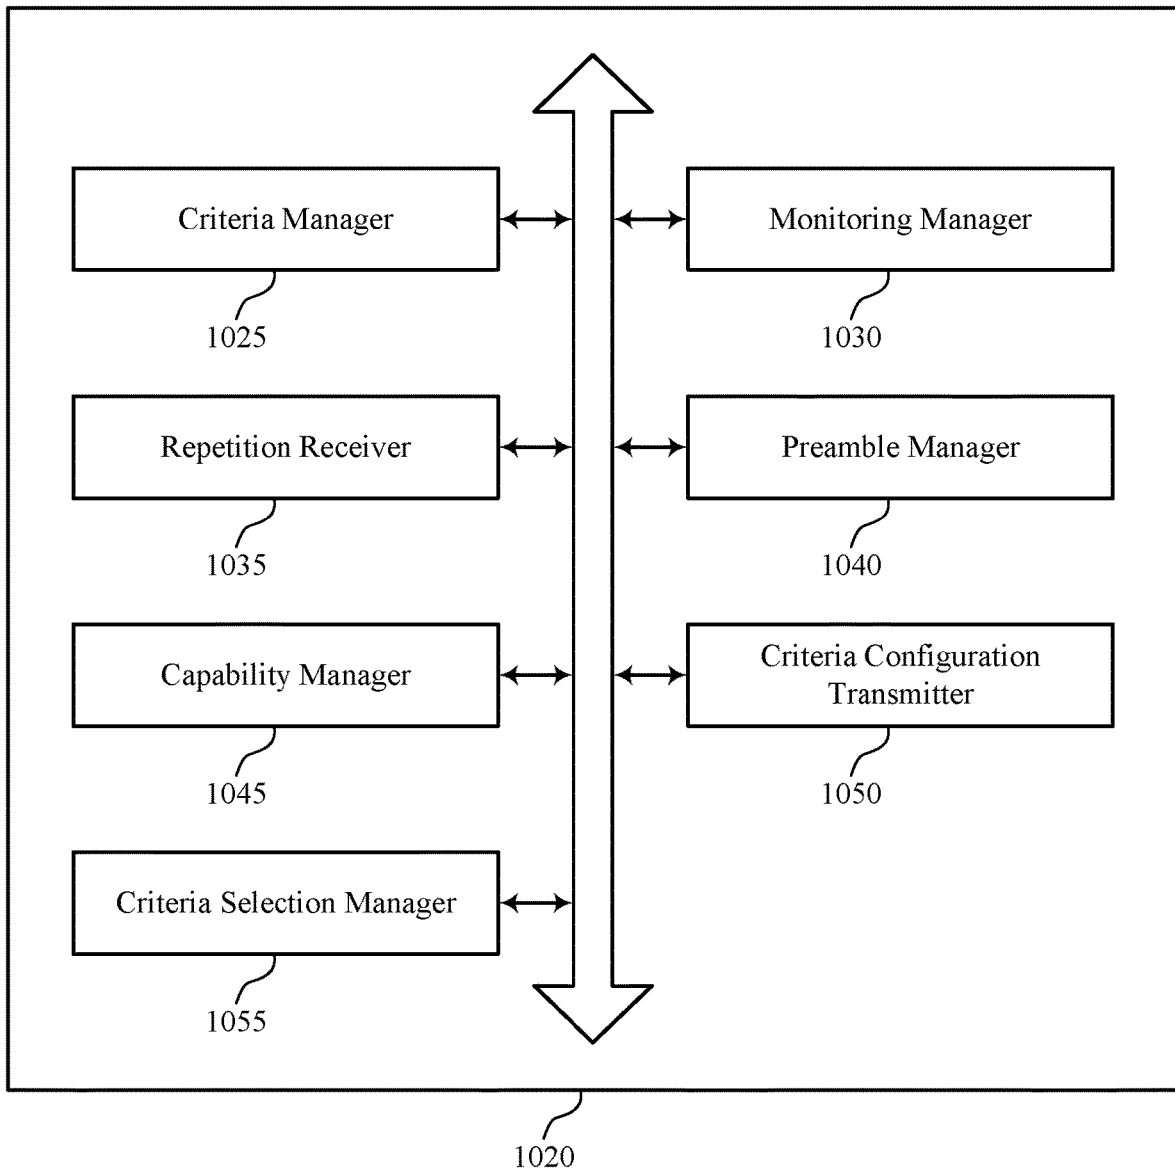 Criteria Manager
Monitoring Manager
1025
1030
Repetition Receiver
Preamble Manager
1035
1040
Capability Manager
Criteria Configuration
Transmitter
1045
1050
Criteria Selection Manager
1055
1020